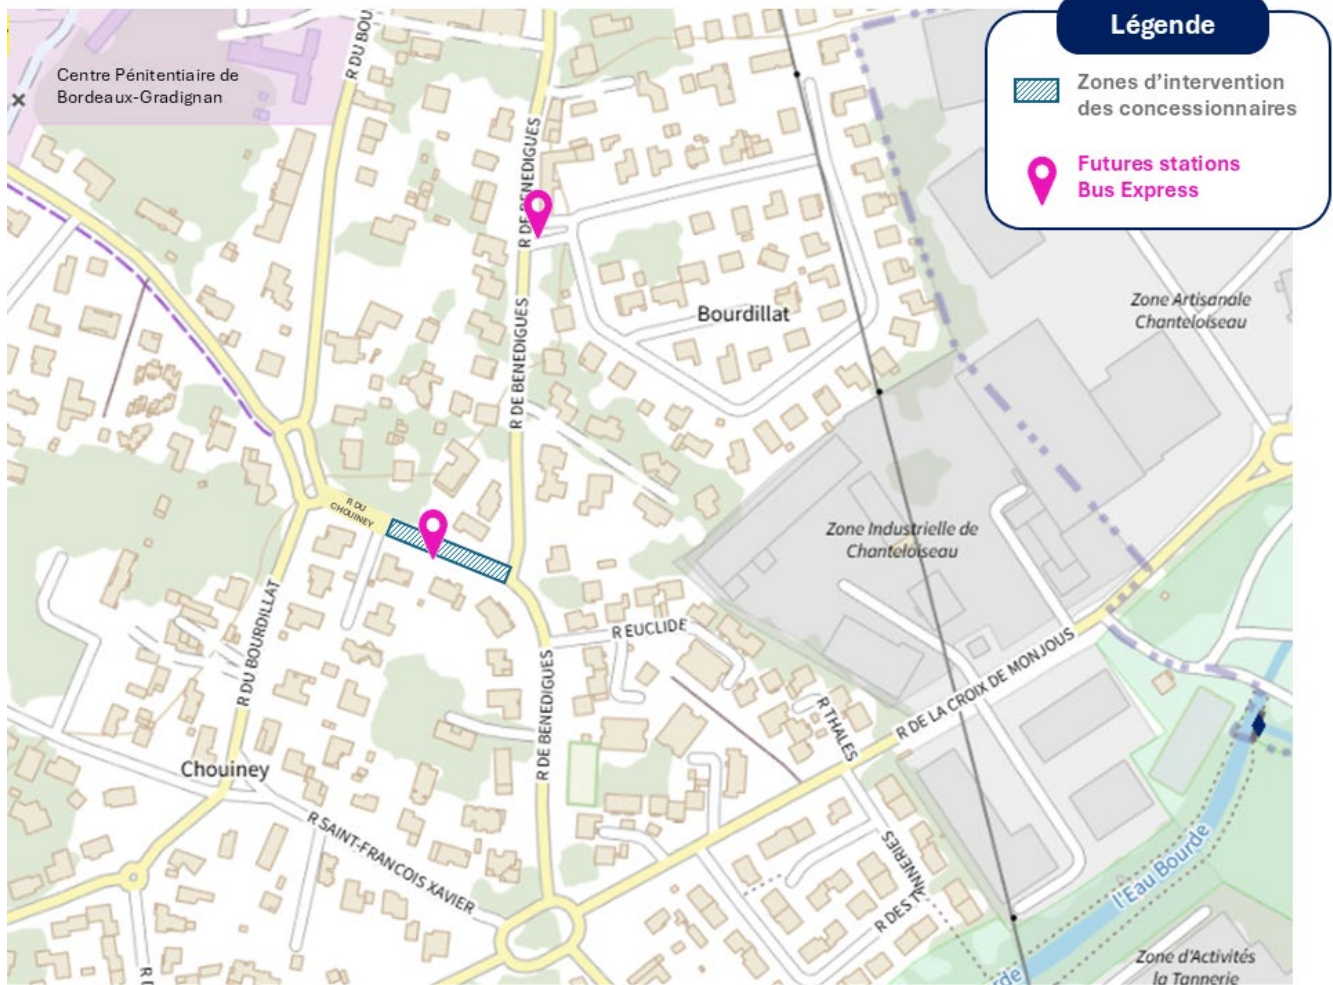 Légende
Zones d’intervention
des concessionnaires
Futures stations
Bus Express
Centre Pénitentiaire de
Bordeaux-Gradignan
R DU BOU
R DE BENEDIGUES
R DE BENEDIGUES
Bourdillat
Zone Artisanale
Chanteloiseau
R DU
CHOUINEY
Zone Industrielle de
Chanteloiseau
R EUCLIDE
R DU BOURDILLAT
R DE BENEDIGUES
R THALES
R DE LA CROIX DE MONJOUS
Chouiney
R SAINT-FRANCOIS XAVIER
R DES TANNERIES
l'Eau Bourde
Zone d'Activités
la Tannerie
rde